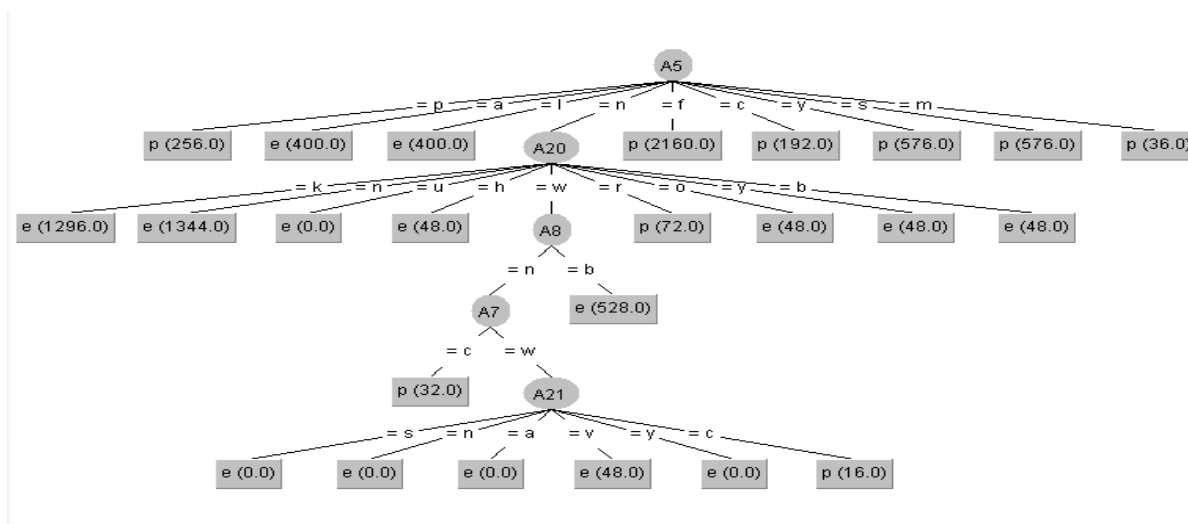 A5
= p = a = l = n = f = c = y = s = m
p (256.0) e (400.0) e (400.0) A20 p (2160.0) p (192.0) p (576.0) p (576.0) p (36.0)
= k = n = u = h = w = r = o = y = b
e (1296.0) e (1344.0) e (0.0) e (48.0) A8 p (72.0) e (48.0) e (48.0) e (48.0)
= n = b
A7 e (528.0)
= c = w
p (32.0) A21
= s = n = a = v = y = c
e (0.0) e (0.0) e (0.0) e (48.0) e (0.0) p (16.0)